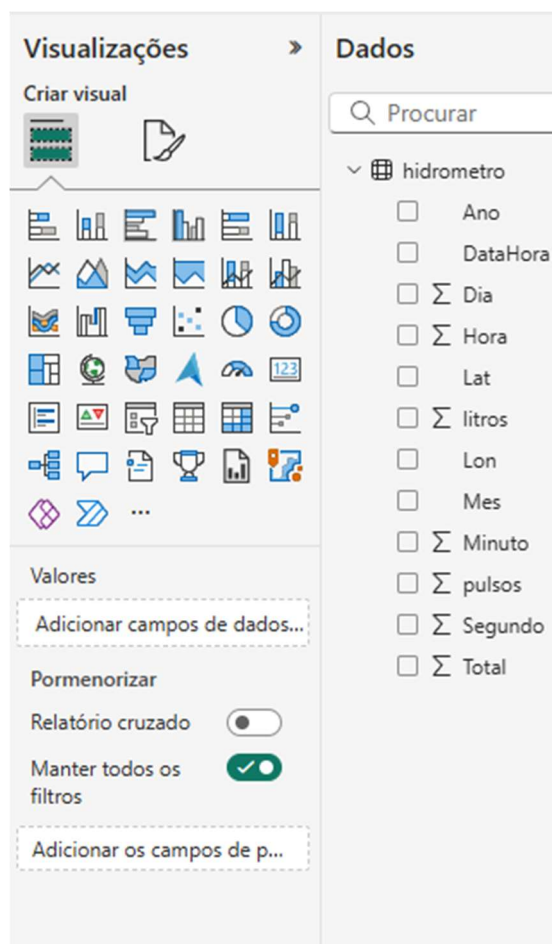 Visualizações
Criar visual
123
Valores
Adicionar campos de dados...
Pormenorizar
Relatório cruzado
Manter todos os
filtros
Adicionar os campos de p...
Dados
Procurar
hidrometro
Ano
DataHora
Σ Dia
Σ Hora
Lat
Σ litros
Lon
Mes
Σ Minuto
Σ pulsos
Σ Segundo
Σ Total